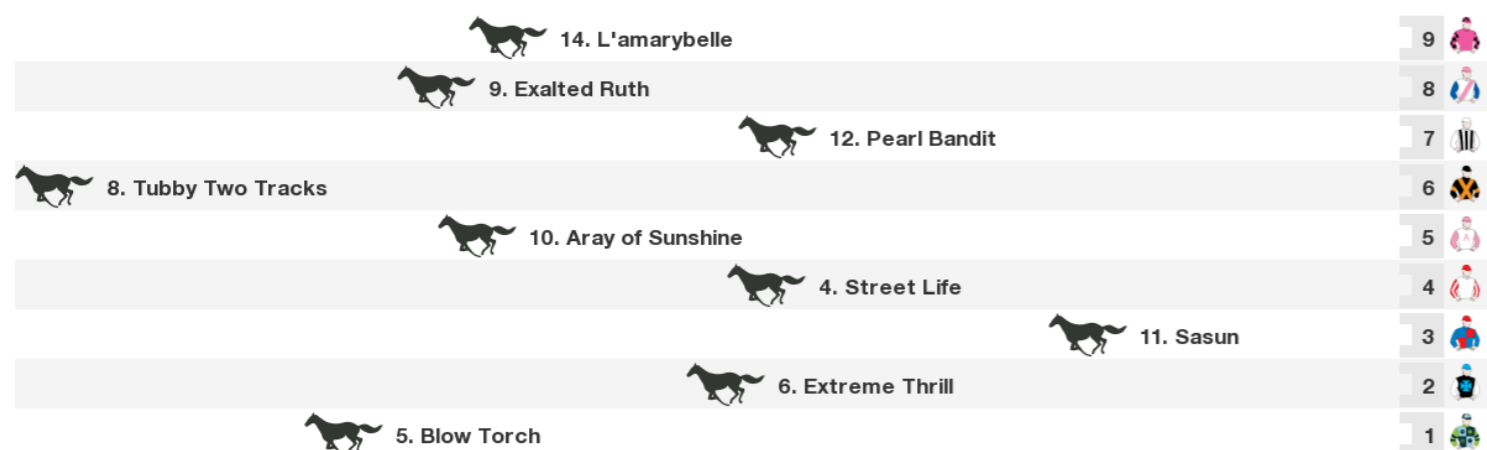 14. L'amarybelle 9
9. Exalted Ruth 8
12. Pearl Bandit 7
8. Tubby Two Tracks 6
10. Aray of Sunshine 5
A
4. Street Life 4
11. Sasun 3
6. Extreme Thrill 2
5. Blow Torch 1